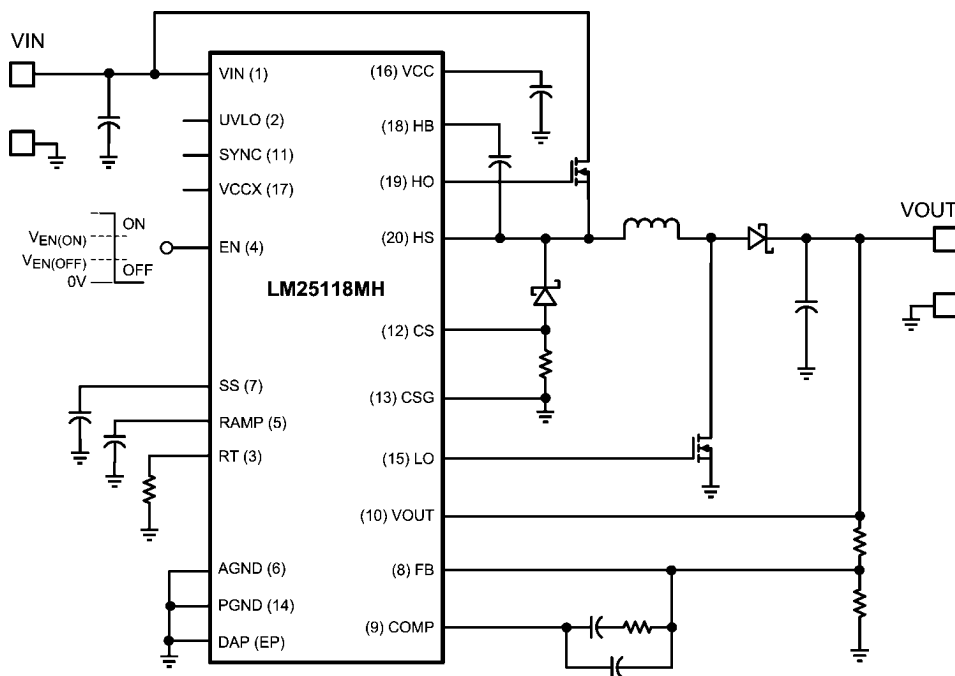 VIN
VIN (1)
UVLO (2)
SYNC (11)
VCCX (17)
ON
VEN(ON)
VEN(OFF)
OFF
0V
EN (4)
LM25118MH
SS (7)
RAMP (5)
RT (3)
AGND (6)
PGND (14)
DAP (EP)
(16) VCC
(18) HB
(19) HO
(20) HS
(12) CS
(13) CSG
(15) LO
(10) VOUT
(8) FB
(9) COMP
VOUT